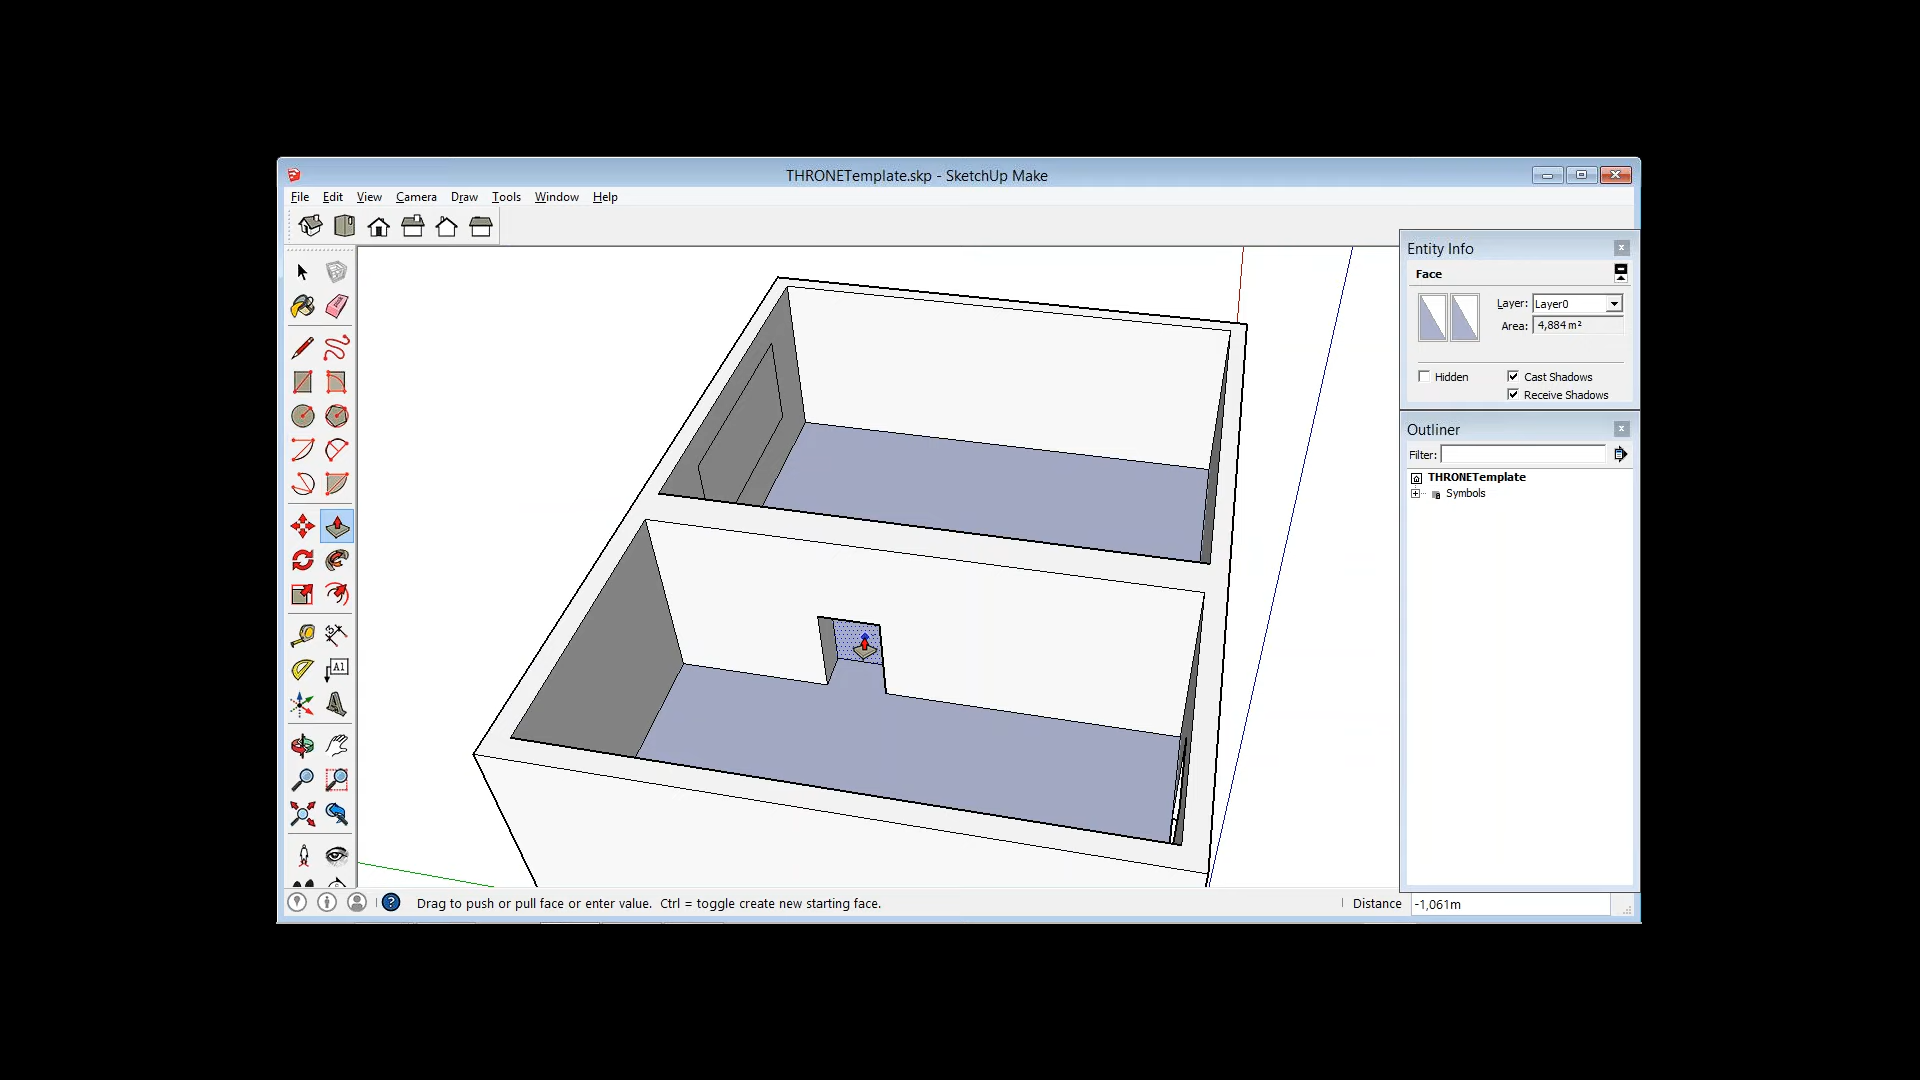 THRONETemplate.skp - SketchUp Make
File Edit View Camera Draw Tools Window Help
Entity Info
Face
Layer: Layer0
Area: 4,884 m²
Hidden Cast Shadows
Receive Shadows
Outliner
Filter:
THRONETemplate
Symbols
A1
Drag to push or pull face or enter value. Ctrl = toggle create new starting face.
Distance -1,061m